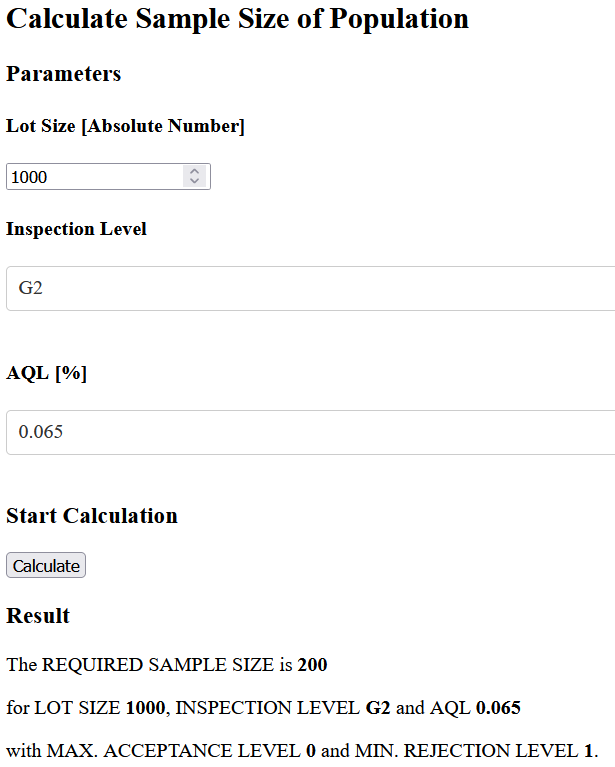 Calculate Sample Size of Population
Parameters
Lot Size [Absolute Number]
1000
Inspection Level
G2
AQL [%]
0.065
Start Calculation
Calculate
Result
The REQUIRED SAMPLE SIZE is 200
for LOT SIZE 1000, INSPECTION LEVEL G2 and AQL 0.065
with MAX. ACCEPTANCE LEVEL 0 and MIN. REJECTION LEVEL 1.